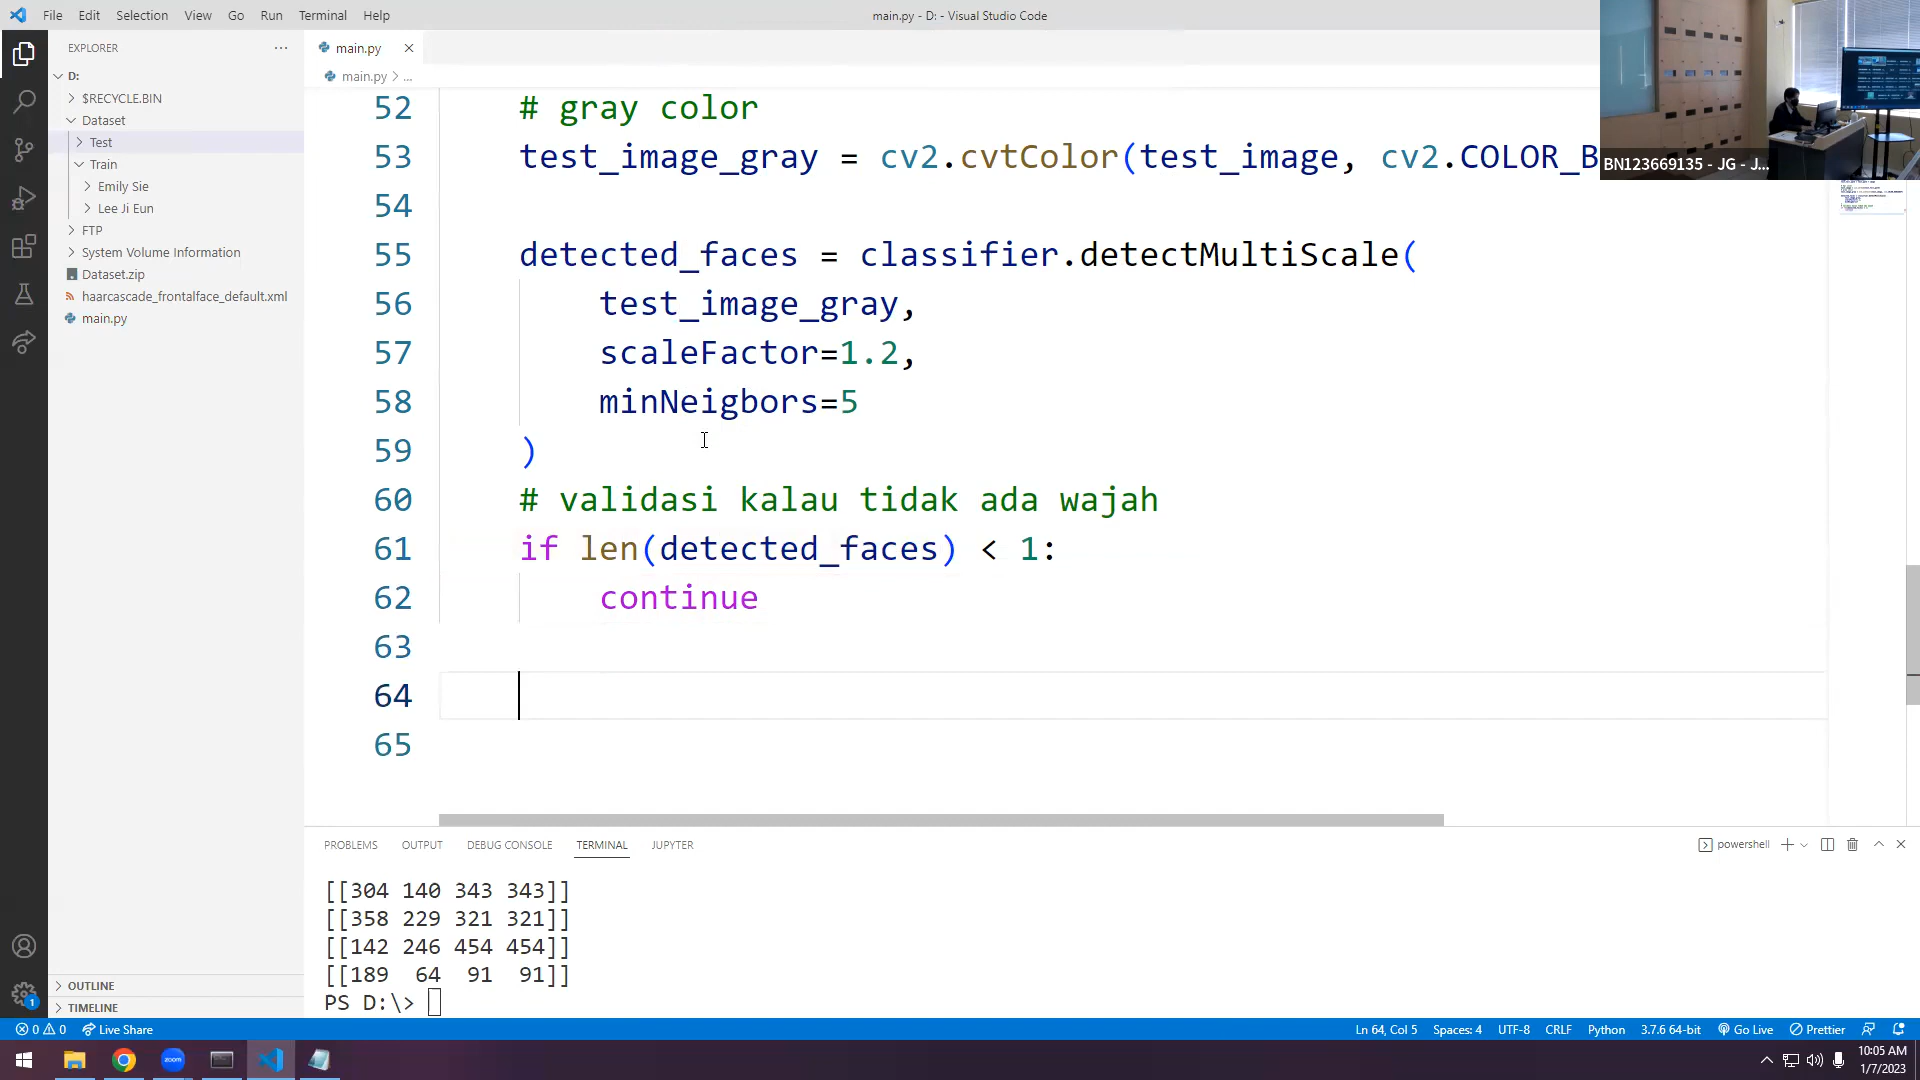 File Edit Selection View Go Run Terminal Help
main.py - D: - Visual Studio Code
EXPLORER
D:
$RECYCLE.BIN
Dataset
Test
Train
Emily Sie
Lee Ji Eun
FTP
System Volume Information
Dataset.zip
haarcascade_frontalface_default.xml
main.py
OUTLINE
TIMELINE
main.py
main.py > ...
52 # gray color
53 test_image_gray = cv2.cvtColor(test_image, cv2.COLOR_B
54
55 detected_faces = classifier.detectMultiScale(
56 test_image_gray,
57 scaleFactor=1.2,
58 minNeigbors=5
59 )
60 # validasi kalau tidak ada wajah
61 if len(detected_faces) < 1:
62 continue
63
64
65
BN123669135 - JG - J...
PROBLEMS OUTPUT DEBUG CONSOLE TERMINAL JUPYTER
powershell
[[304 140 343 343]]
[[358 229 321 321]]
[[142 246 454 454]]
[[189 64 91 91]]
PS D:\>
1
0 0 Live Share
Ln 64, Col 5 Spaces: 4 UTF-8 CRLF Python 3.7.6 64-bit Go Live Prettier
zoom
10:05 AM
1/7/2023